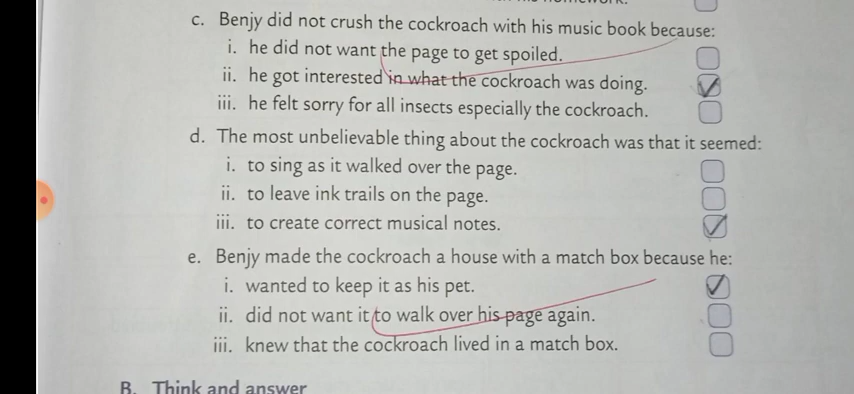 c. Benjy did not crush the cockroach with his music book because:
i. he did not want the page to get spoiled.
ii. he got interested in what the cockroach was doing.
iii. he felt sorry for all insects especially the cockroach.
d. The most unbelievable thing about the cockroach was that it seemed:
i. to sing as it walked over the page.
ii. to leave ink trails on the page.
iii. to create correct musical notes.
e. Benjy made the cockroach a house with a match box because he:
i. wanted to keep it as his pet.
ii. did not want it to walk over his page again.
iii. knew that the cockroach lived in a match box.
B. Think and answer